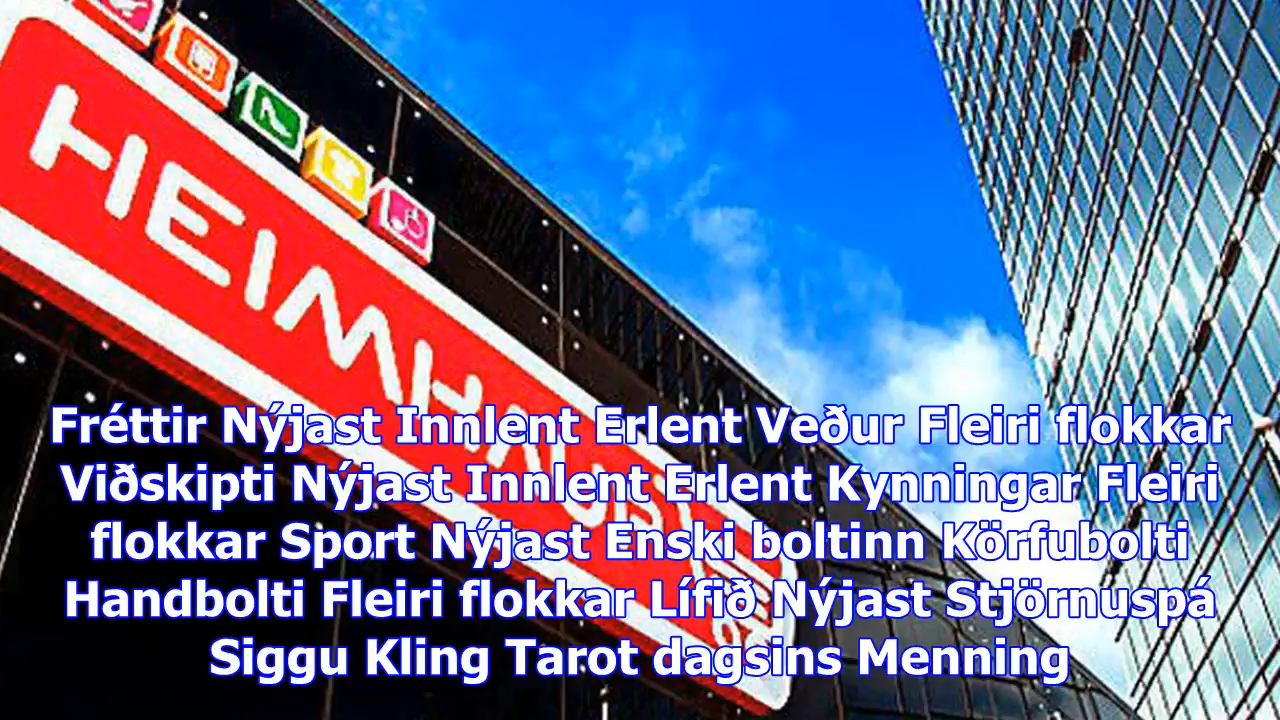 HEIMKAUP
Fréttir Nýjast Innlent Erlent Veður Fleiri flokkar
Viðskipti Nýjast Innlent Erlent Kynningar Fleiri
flokkar Sport Nýjast Enski boltinn Körfubolti
Handbolti Fleiri flokkar Lífið Nýjast Stjörnuspá
Siggu Kling Tarot dagsins Menning